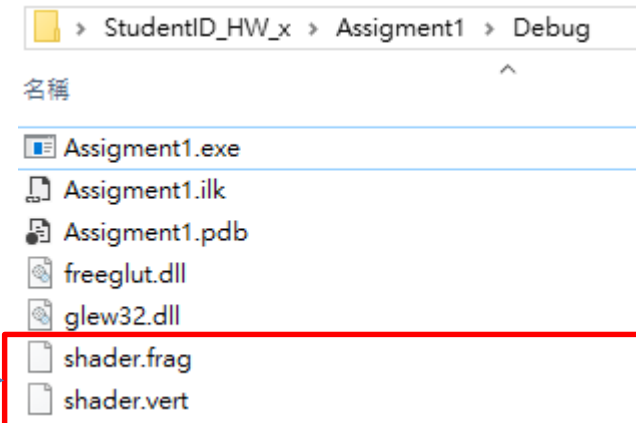 StudentID_HW_x > Assigment1 > Debug
名稱
Assigment1.exe
Assigment1.ilk
Assigment1.pdb
freeglut.dll
glew32.dll
shader.frag
shader.vert